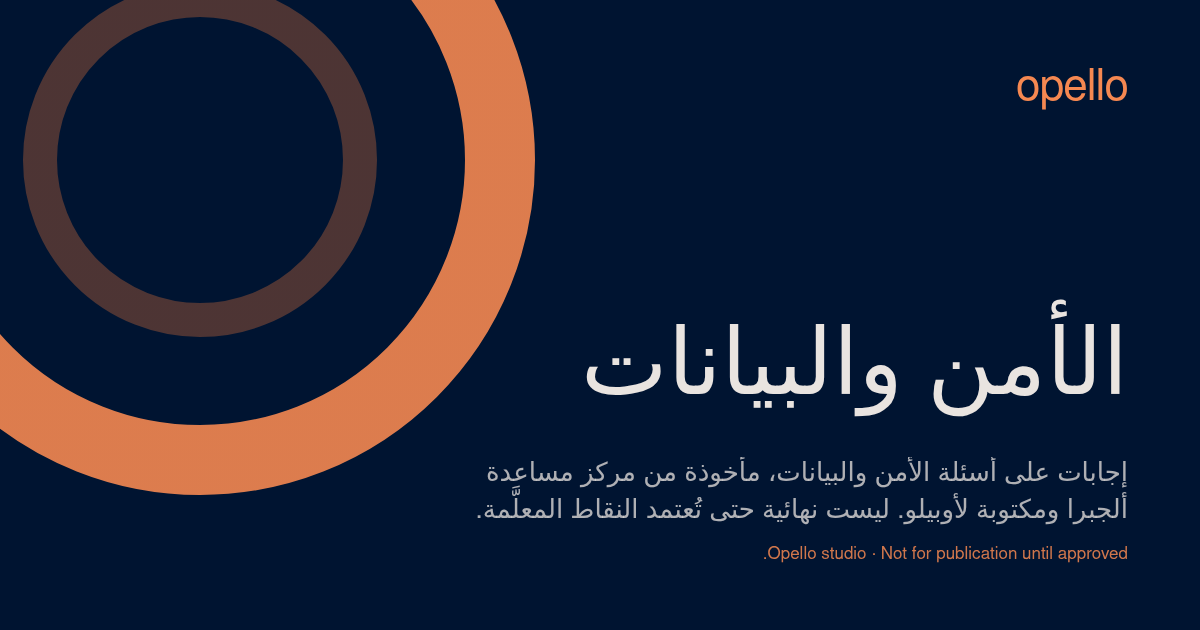 opello
الأمن والبيانات
إجابات على أسئلة الأمن والبيانات، مأخوذة من مركز مساعدة
ألجبرا ومكتوبة لأوبيلو. ليست نهائية حتى تُعتمد النقاط المعلَّمة.
.Opello studio · Not for publication until approved